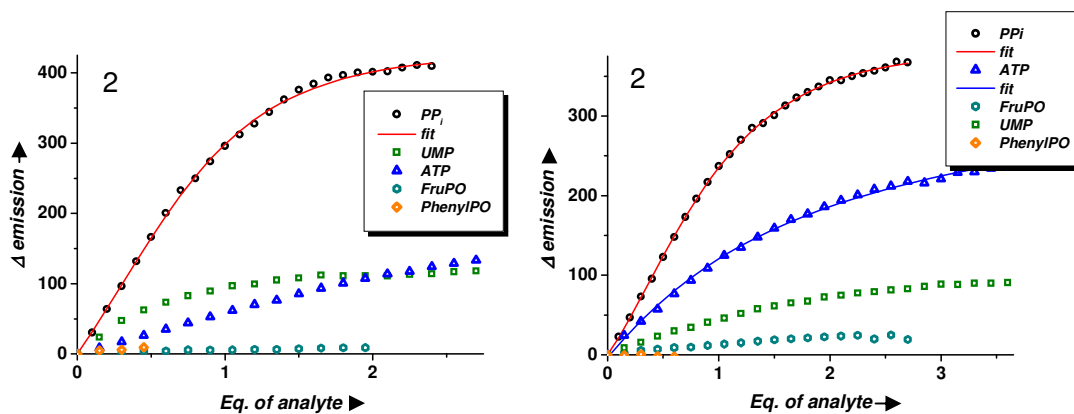 2
400
300
200
100
0
Δ emission
0
1
2
Eq. of analyte
PPi
fit
UMP
ATP
FruPO
PhenylPO
2
300
200
100
0
Δ emission
0
1
2
3
Eq. of analyte
PPi
fit
ATP
fit
FruPO
UMP
PhenylPO